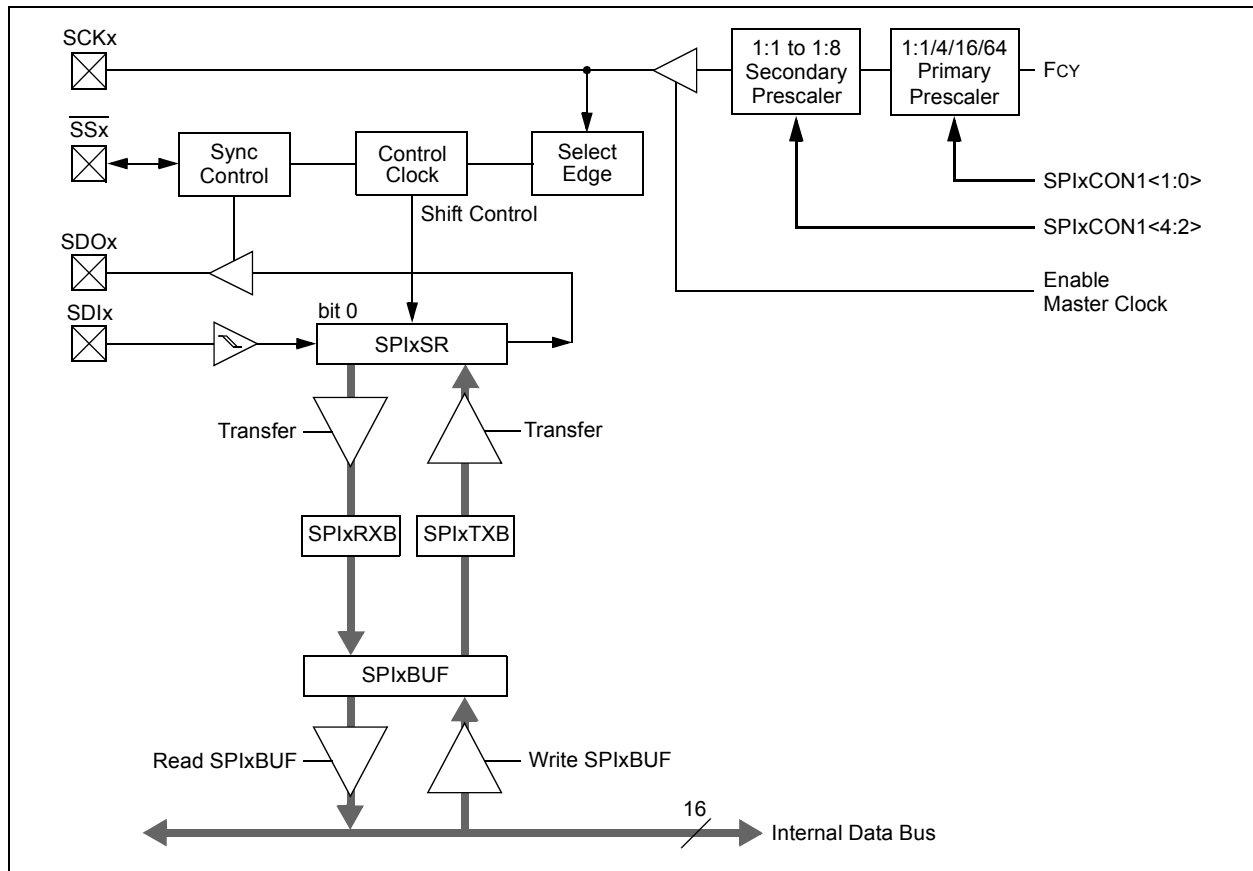 SCKx
1:1 to 1:8
Secondary
Prescaler
1:1/4/16/64
Primary
Prescaler
FCY
SSx
Sync
Control
Control
Clock
Select
Edge
SPIxCON1<1:0>
Shift Control
SPIxCON1<4:2>
SDOx
Enable
Master Clock
SDIx
bit 0
SPIxSR
Transfer
Transfer
SPIxRXB
SPIxTXB
SPIxBUF
Read SPIxBUF
Write SPIxBUF
16
Internal Data Bus